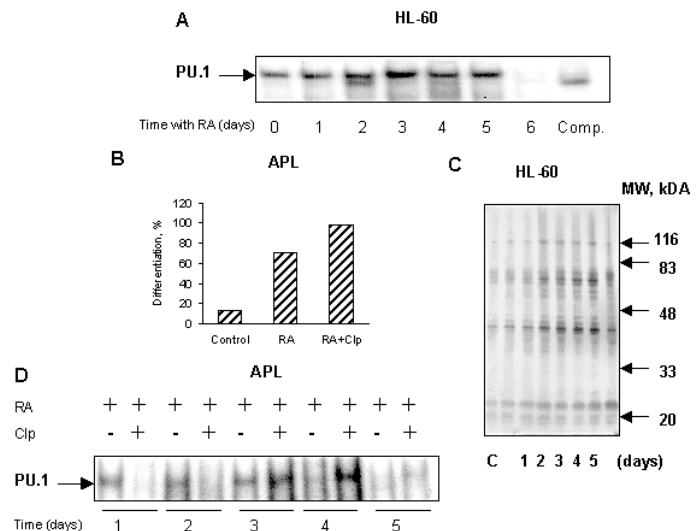 A
HL-60
PU.1
Time with RA (days)
0 1 2 3 4 5 6 Comp.
B
APL
Differentiation, %
120
100
80
60
40
20
0
Control RA RA+Clp
C
HL-60
MW, kDA
116
83
48
33
20
C 1 2 3 4 5 (days)
D
APL
RA + + + + + + + + + +
Clp - + - + - + - + - +
PU.1
Time (days) 1 2 3 4 5